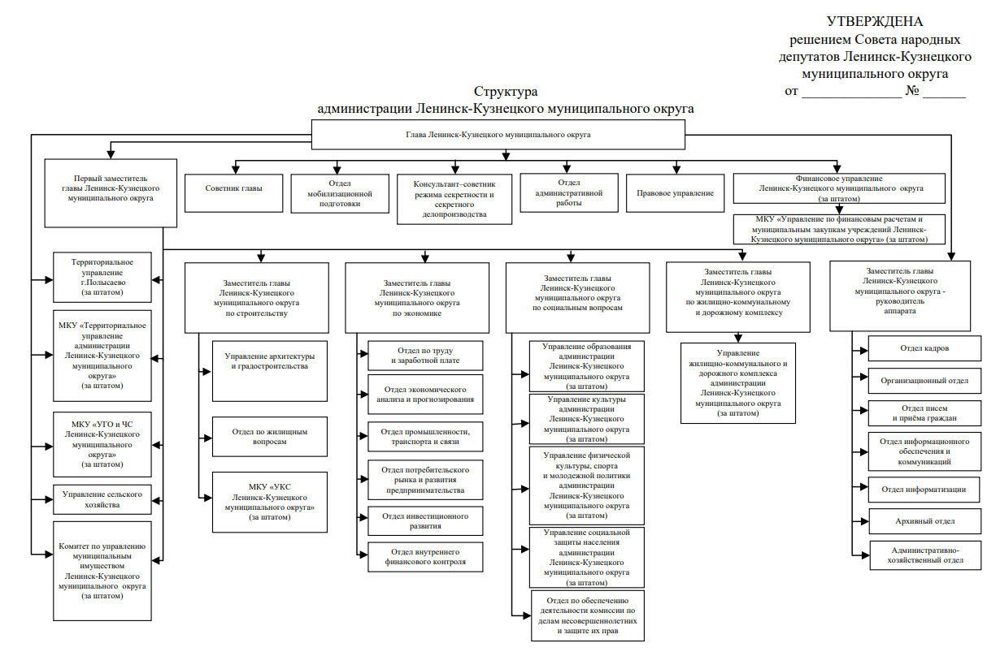 УТВЕРЖДЕНА
решением Совета народных
депутатов Ленинск-Кузнецкого
муниципального округа
от ______________ № ______
Структура
администрации Ленинск-Кузнецкого муниципального округа
Глава Ленинск-Кузнецкого муниципального округа
Первый заместитель
главы Ленинск-Кузнецкого
муниципального округа
Советник главы
Отдел
мобилизационной
подготовки
Консультант–советник
режима секретности и
секретного
делопроизводства
Отдел
административной
работы
Правовое управление
Финансовое управление
Ленинск-Кузнецкого муниципального округа
(за штатом)
МКУ «Управление по финансовым расчетам и
муниципальным закупкам учреждений Ленинск-
Кузнецкого муниципального округа» (за штатом)
Территориальное
управление
г.Полысаево
(за штатом)
МКУ «Территориальное
управление
администрации
Ленинск-Кузнецкого
муниципального
округа»
(за штатом)
МКУ «УГО и ЧС
Ленинск-Кузнецкого
муниципального
округа»
(за штатом)
Управление сельского
хозяйства
Комитет по управлению
муниципальным
имуществом
Ленинск-Кузнецкого
муниципального округа
(за штатом)
Заместитель главы
Ленинск-Кузнецкого
муниципального округа
по строительству
Управление архитектуры
и градостроительства
Отдел по жилищным
вопросам
МКУ «УКС
Ленинск-Кузнецкого
муниципального округа»
(за штатом)
Заместитель главы
Ленинск-Кузнецкого
муниципального округа
по экономике
Отдел по труду
и заработной плате
Отдел экономического
анализа и прогнозирования
Отдел промышленности,
транспорта и связи
Отдел потребительского
рынка и развития
предпринимательства
Отдел инвестиционного
развития
Отдел внутреннего
финансового контроля
Заместитель главы
Ленинск-Кузнецкого
муниципального округа
по социальным вопросам
Управление образования
администрации
Ленинск-Кузнецкого
муниципального округа
(за штатом)
Управление культуры
администрации
Ленинск-Кузнецкого
муниципального округа
(за штатом)
Управление физической
культуры, спорта
и молодежной политики
администрации
Ленинск-Кузнецкого
муниципального округа
(за штатом)
Управление социальной
защиты населения
администрации
Ленинск-Кузнецкого
муниципального округа
(за штатом)
Отдел по обеспечению
деятельности комиссии по
делам несовершеннолетних
и защите их прав
Заместитель главы
Ленинск-Кузнецкого
муниципального округа
по жилищно-коммунальному
и дорожному комплексу
Управление
жилищно-коммунального и
дорожного комплекса
администрации
Ленинск-Кузнецкого
муниципального округа
(за штатом)
Заместитель главы
Ленинск-Кузнецкого
муниципального округа -
руководитель
аппарата
Отдел кадров
Организационный отдел
Отдел писем
и приёма граждан
Отдел информационного
обеспечения и
коммуникаций
Отдел информатизации
Архивный отдел
Административно-
хозяйственный отдел